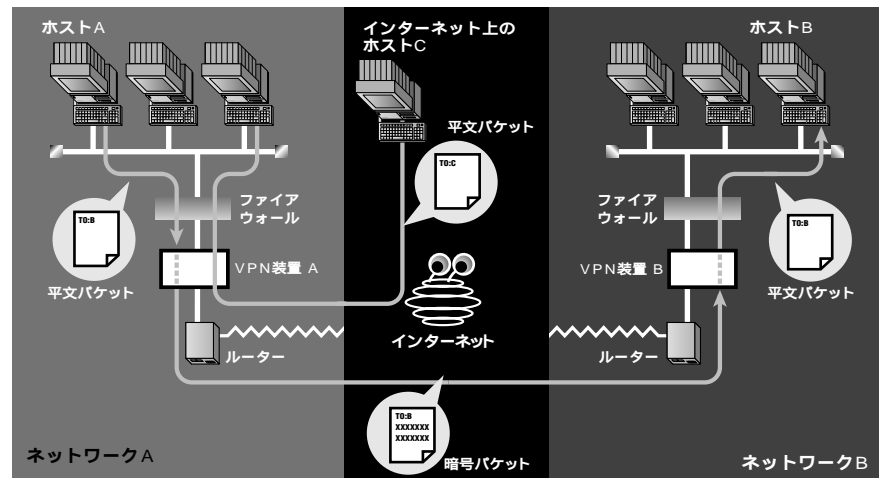 ホストA
インターネット上の
ホストC
ホストB
平文パケット
TO:C
ファイア
ウォール
TO:B
平文パケット
VPN装置 A
ファイア
ウォール
TO:B
平文パケット
VPN装置 B
インターネット
ルーター
ルーター
TO:B
XXXXXXX
XXXXXXX
暗号パケット
ネットワークA
ネットワークB